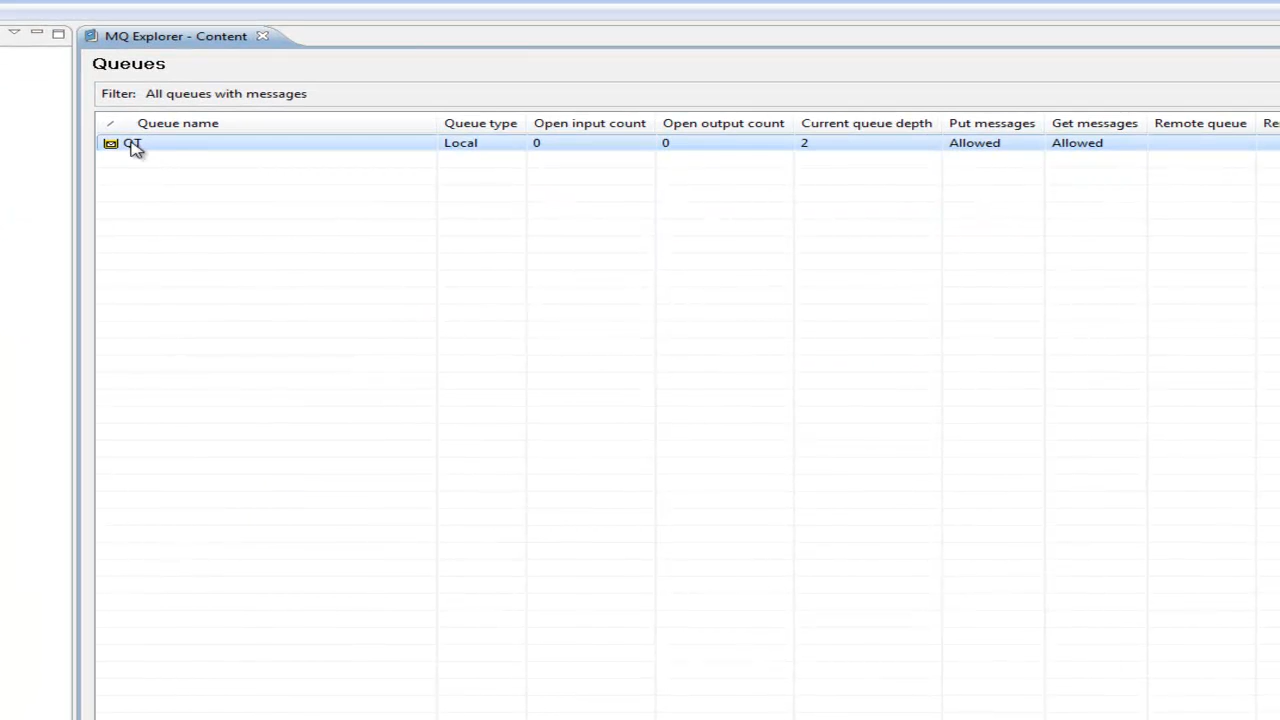 MQ Explorer - Content
Queues
Filter: All queues with messages
Queue name Queue type Open input count Open output count Current queue depth Put messages Get messages Remote queue Re
Local 0 0 2 Allowed Allowed